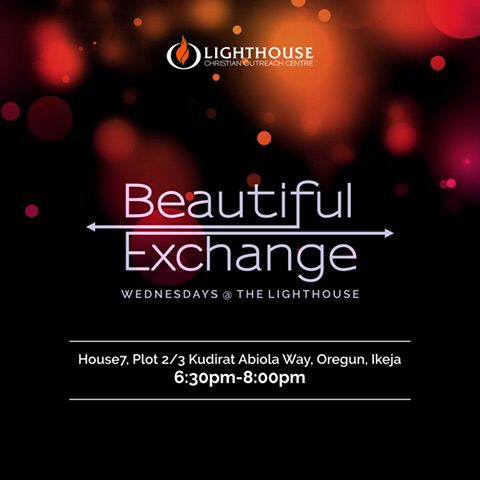 LIGHTHOUSE
CHRISTIAN OUTREACH CENTRE
Beautiful
Exchange
WEDNESDAYS @ THE LIGHTHOUSE
House7, Plot 2/3 Kudirat Abiola Way, Oregun, Ikeja
6:30pm-8:00pm